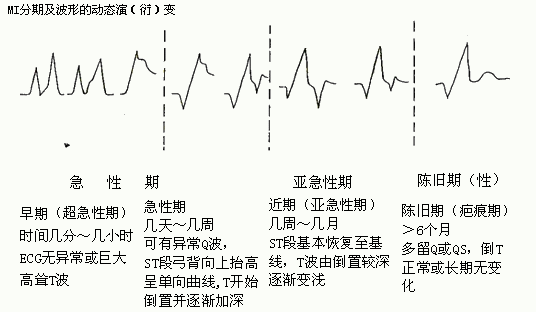 MI分期及波形的动态演(衍)变
急 性 期
亚急性期
陈旧期(性)
早期(超急性期)
时间几分~几小时
ECG无异常或巨大
高耸T波
急性期
几天~几周
可有异常Q波,
ST段弓背向上抬高
呈单向曲线,T开始
倒置并逐渐加深
近期(亚急性期)
几周~几月
ST段基本恢复至基
线，T波由倒置较深
逐渐变浅
陈旧期(疤痕期)
>6个月
多留Q或QS，倒T
正常或长期无变
化